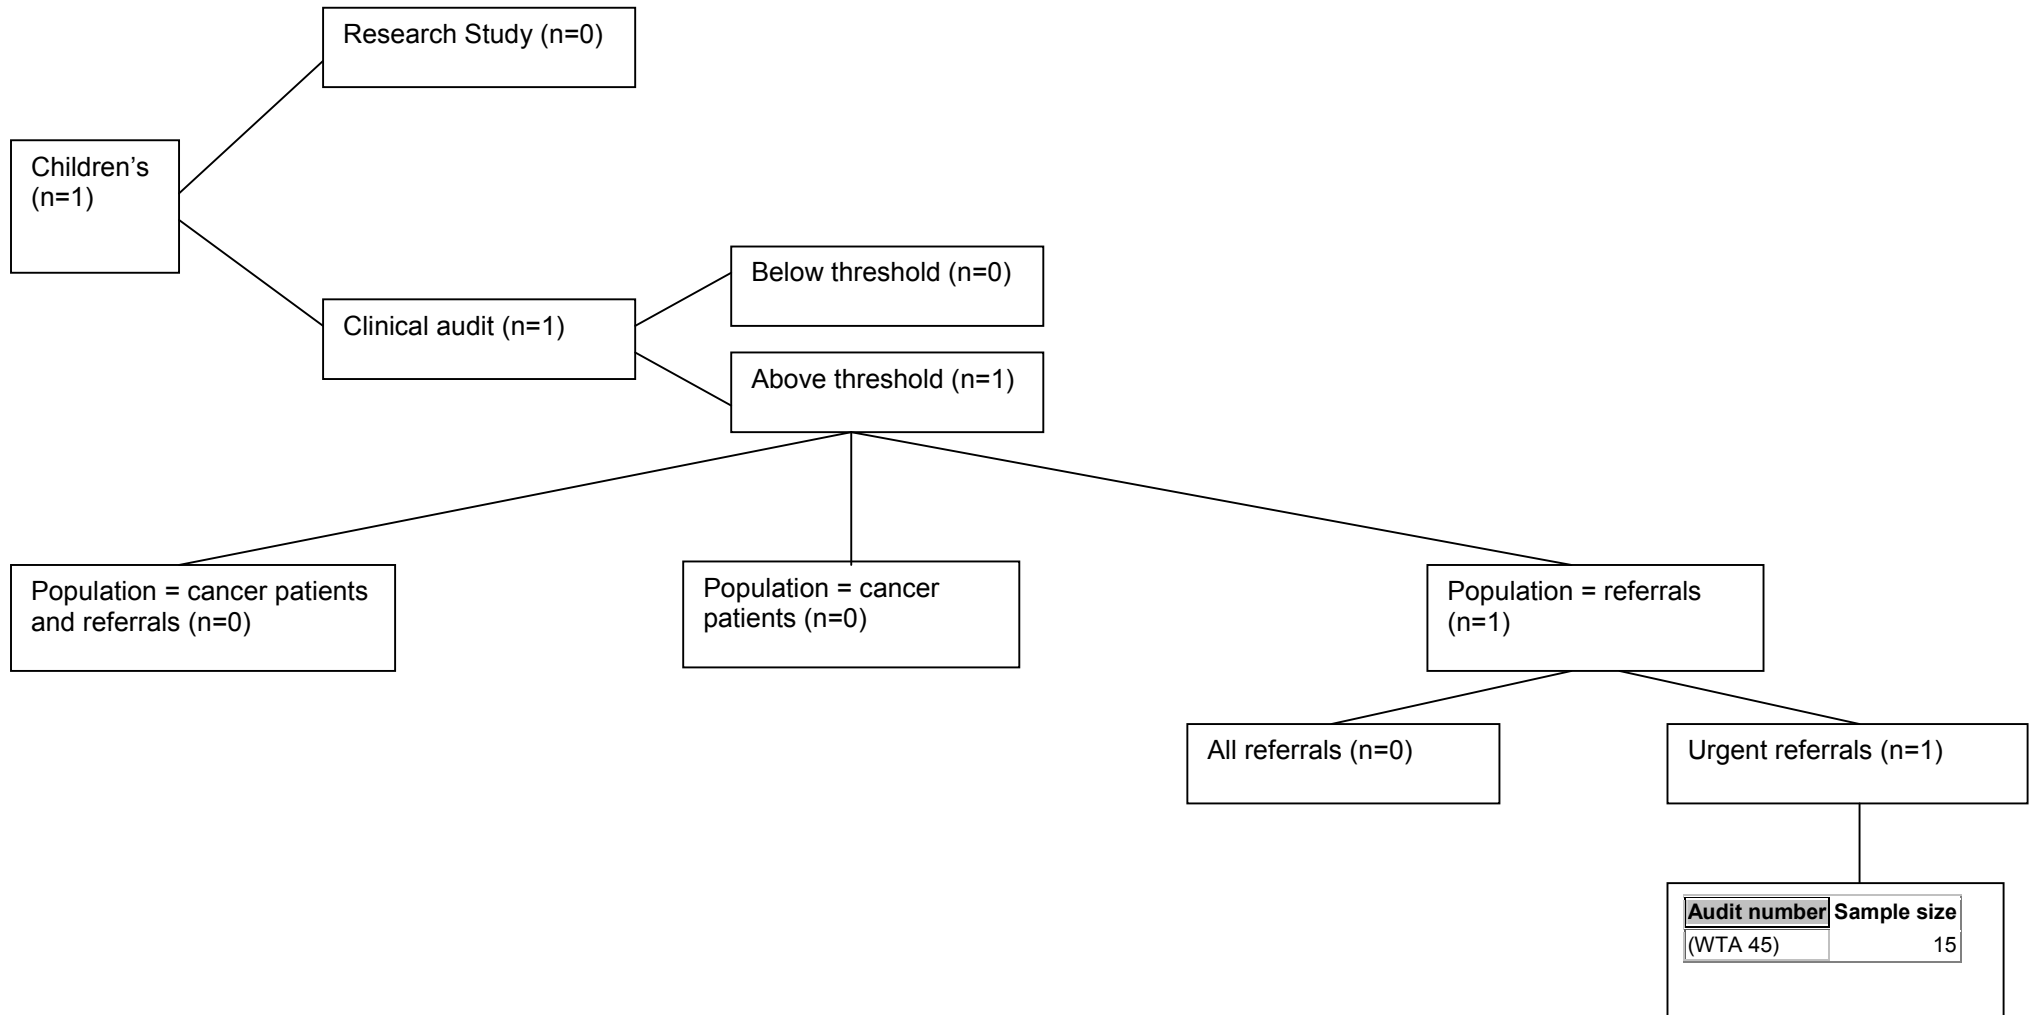 Research Study (n=0)
Children’s
(n=1)
Below threshold (n=0)
Clinical audit (n=1)
Above threshold (n=1)
Population = cancer patients
and referrals (n=0)
Population = cancer
patients (n=0)
Population = referrals
(n=1)
All referrals (n=0)
Urgent referrals (n=1)
Audit number Sample size
(WTA 45) 15